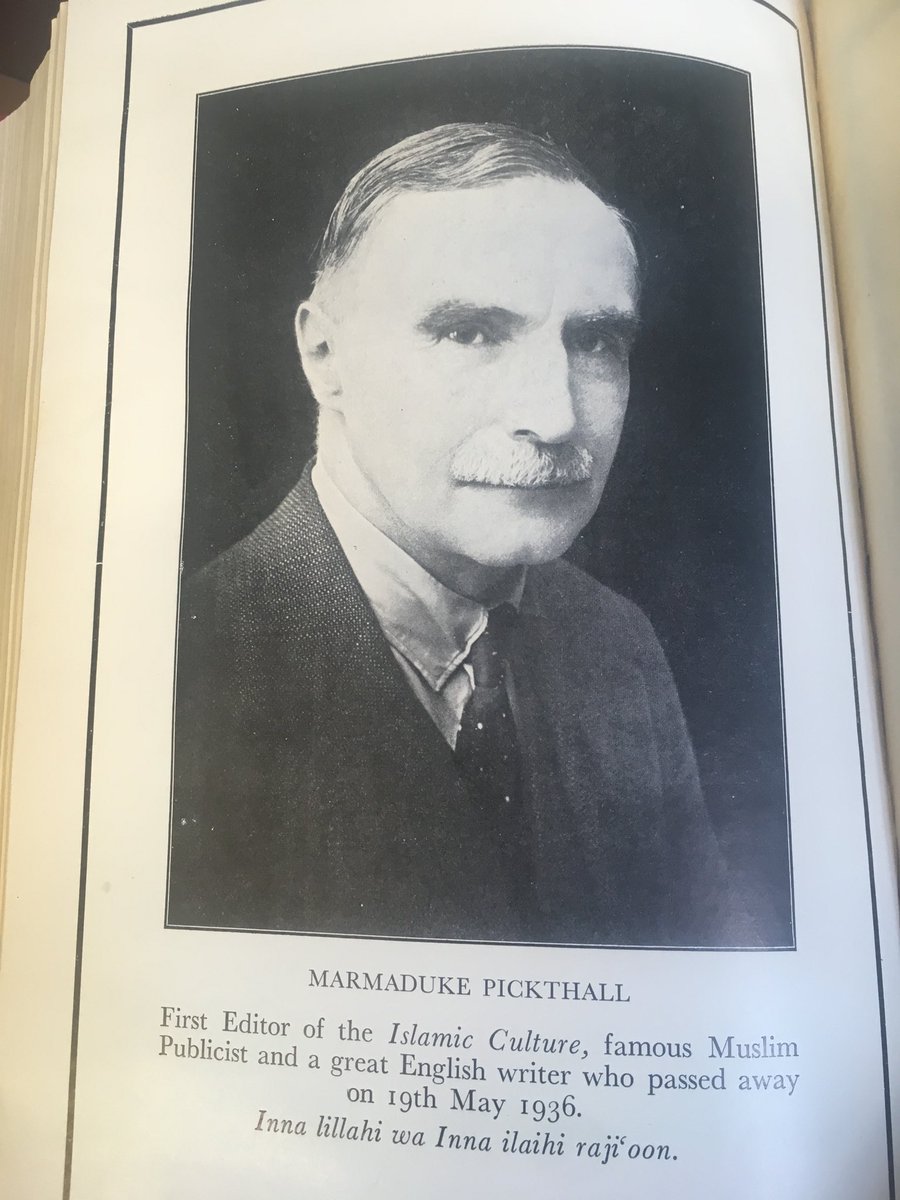 MARMADUKE PICKTHALL
First Editor of the Islamic Culture, famous Muslim
Publicist and a great English writer who passed away
on 19th May 1936.
Inna lillahi wa Inna ilaihi raji‘oon.